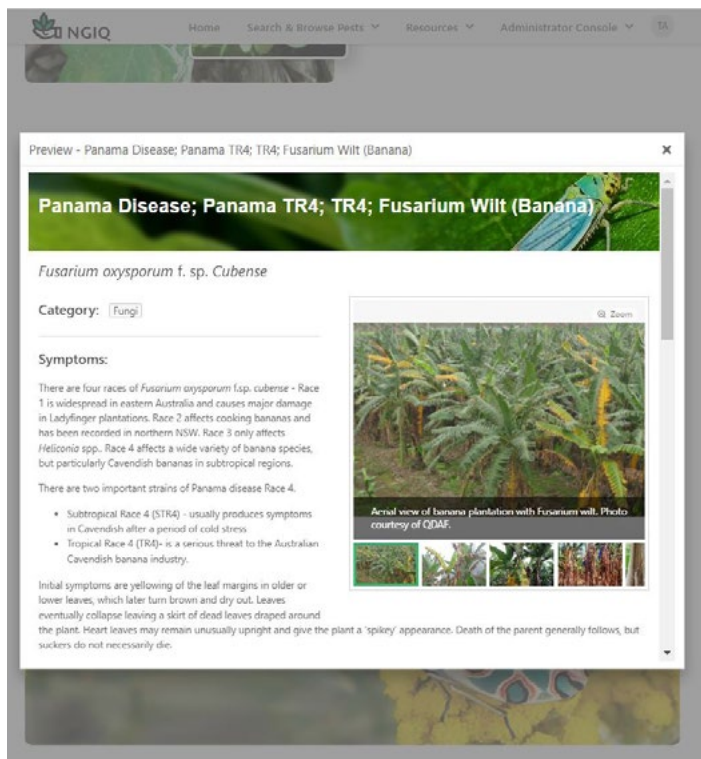 NGIQ
Home
Search & Browse Pests
Resources
Administrator Console
TA
Preview - Panama Disease; Panama TR4; TR4; Fusarium Wilt (Banana)
Panama Disease; Panama TR4; TR4; Fusarium Wilt (Banana)
Fusarium oxysporum f. sp. Cubense
Category: Fungi
Zoom
Symptoms:
There are four races of Fusarium oxysporum f.sp. cubense - Race
1 is widespread in eastern Australia and causes major damage
in Ladyfinger plantations. Race 2 affects cooking bananas and
has been recorded in northern NSW. Race 3 only affects
Heliconia spp.. Race 4 affects a wide variety of banana species,
but particularly Cavendish bananas in subtropical regions.
There are two important strains of Panama disease Race 4.
• Subtropical Race 4 (STR4) - usually produces symptoms
in Cavendish after a period of cold stress
• Tropical Race 4 (TR4)- is a serious threat to the Australian
Cavendish banana industry.
Aerial view of banana plantation with Fusarium wilt. Photo
courtesy of QDAF.
Initial symptoms are yellowing of the leaf margins in older or
lower leaves, which later turn brown and dry out. Leaves
eventually collapse leaving a skirt of dead leaves draped around
the plant. Heart leaves may remain unusually upright and give the plant a 'spikey' appearance. Death of the parent generally follows, but
suckers do not necessarily die.